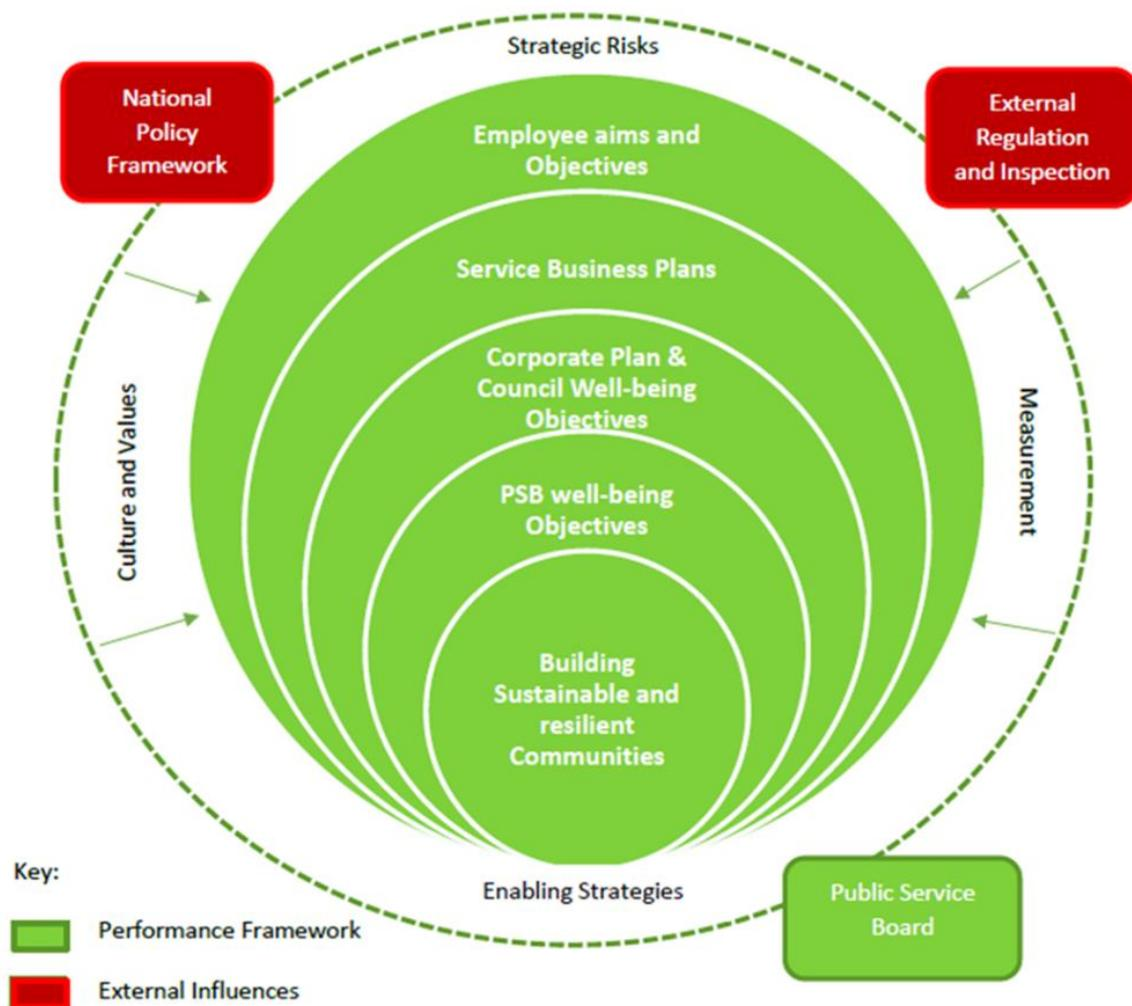 Strategic Risks
National
Policy
Framework
External
Regulation
and Inspection
Employee aims and
Objectives
Service Business Plans
Corporate Plan &
Council Well-being
Objectives
Culture and Values
Measurement
PSB well-being
Objectives
Building
Sustainable and
resilient
Communities
Enabling Strategies
Public Service
Board
Key:
Performance Framework
External Influences